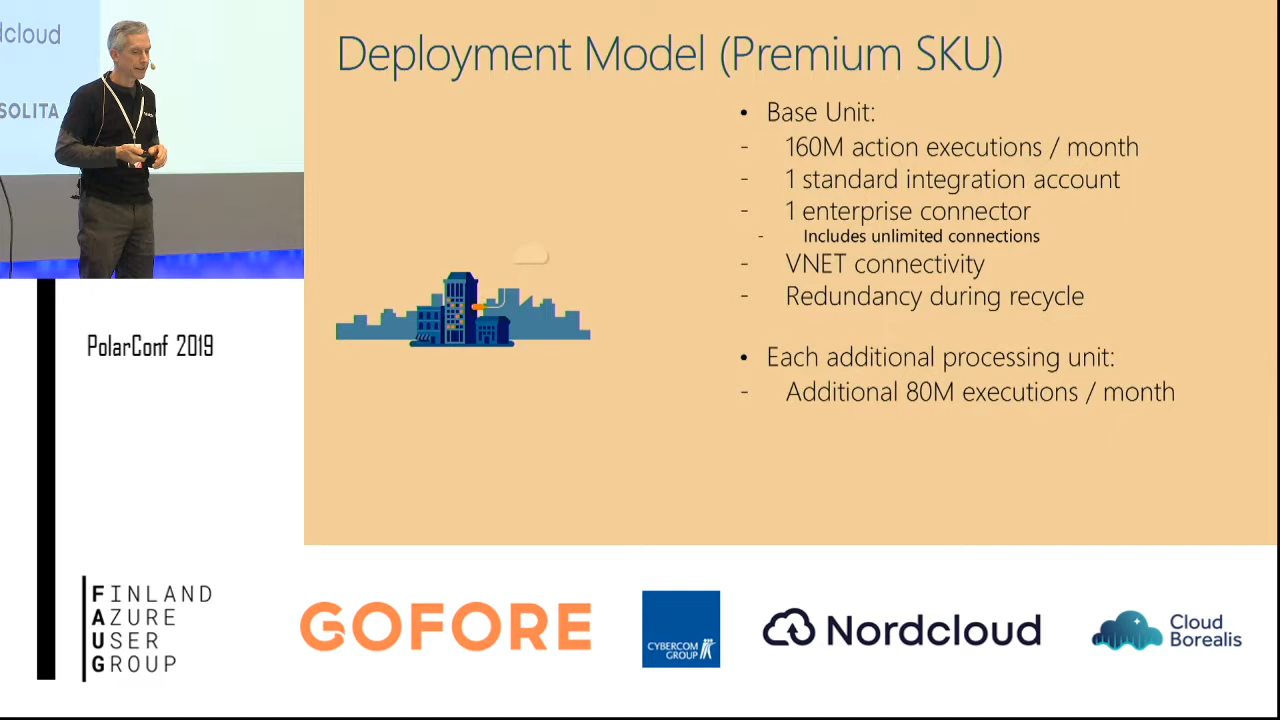 dcloud
SOLITA
Deployment Model (Premium SKU)
• Base Unit:
- 160M action executions / month
- 1 standard integration account
- 1 enterprise connector
- Includes unlimited connections
- VNET connectivity
- Redundancy during recycle
• Each additional processing unit:
- Additional 80M executions / month
PolarConf 2019
FINLAND
AZURE
USER
GROUP
GOFORE
CYBERCOM
GROUP
Nordcloud
Cloud
Borealis